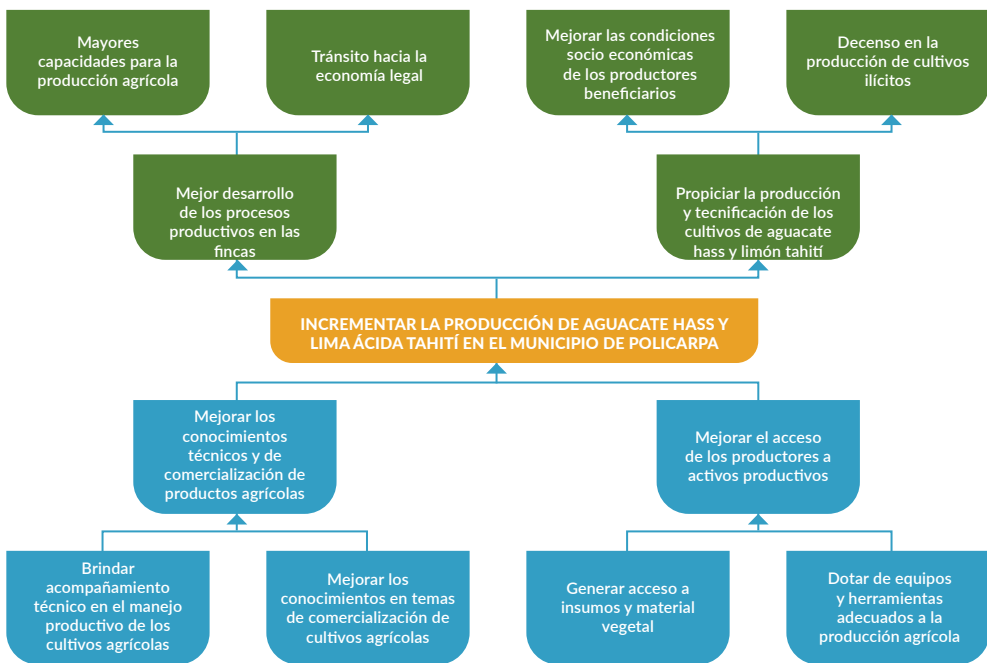 Mayores
capacidades para la
producción agrícola
Tránsito hacia la
economía legal
Mejorar las condiciones
socio económicas
de los productores
beneficiarios
Decenso en la
producción de cultivos
ilícitos
Mejor desarrollo
de los procesos
productivos en las
fincas
Propiciar la producción
y tecnificación de los
cultivos de aguacate
hass y limón tahití
INCREMENTAR LA PRODUCCIÓN DE AGUACATE HASS Y
LIMA ÁCIDA TAHITÍ EN EL MUNICIPIO DE POLICARPA
Mejorar los
conocimientos
técnicos y de
comercialización de
productos agrícolas
Mejorar el acceso
de los productores a
activos productivos
Brindar
acompañamiento
técnico en el manejo
productivo de los
cultivos agrícolas
Mejorar los
conocimientos en temas
de comercialización de
cultivos agrícolas
Generar acceso a
insumos y material
vegetal
Dotar de equipos
y herramientas
adecuados a la
producción agrícola